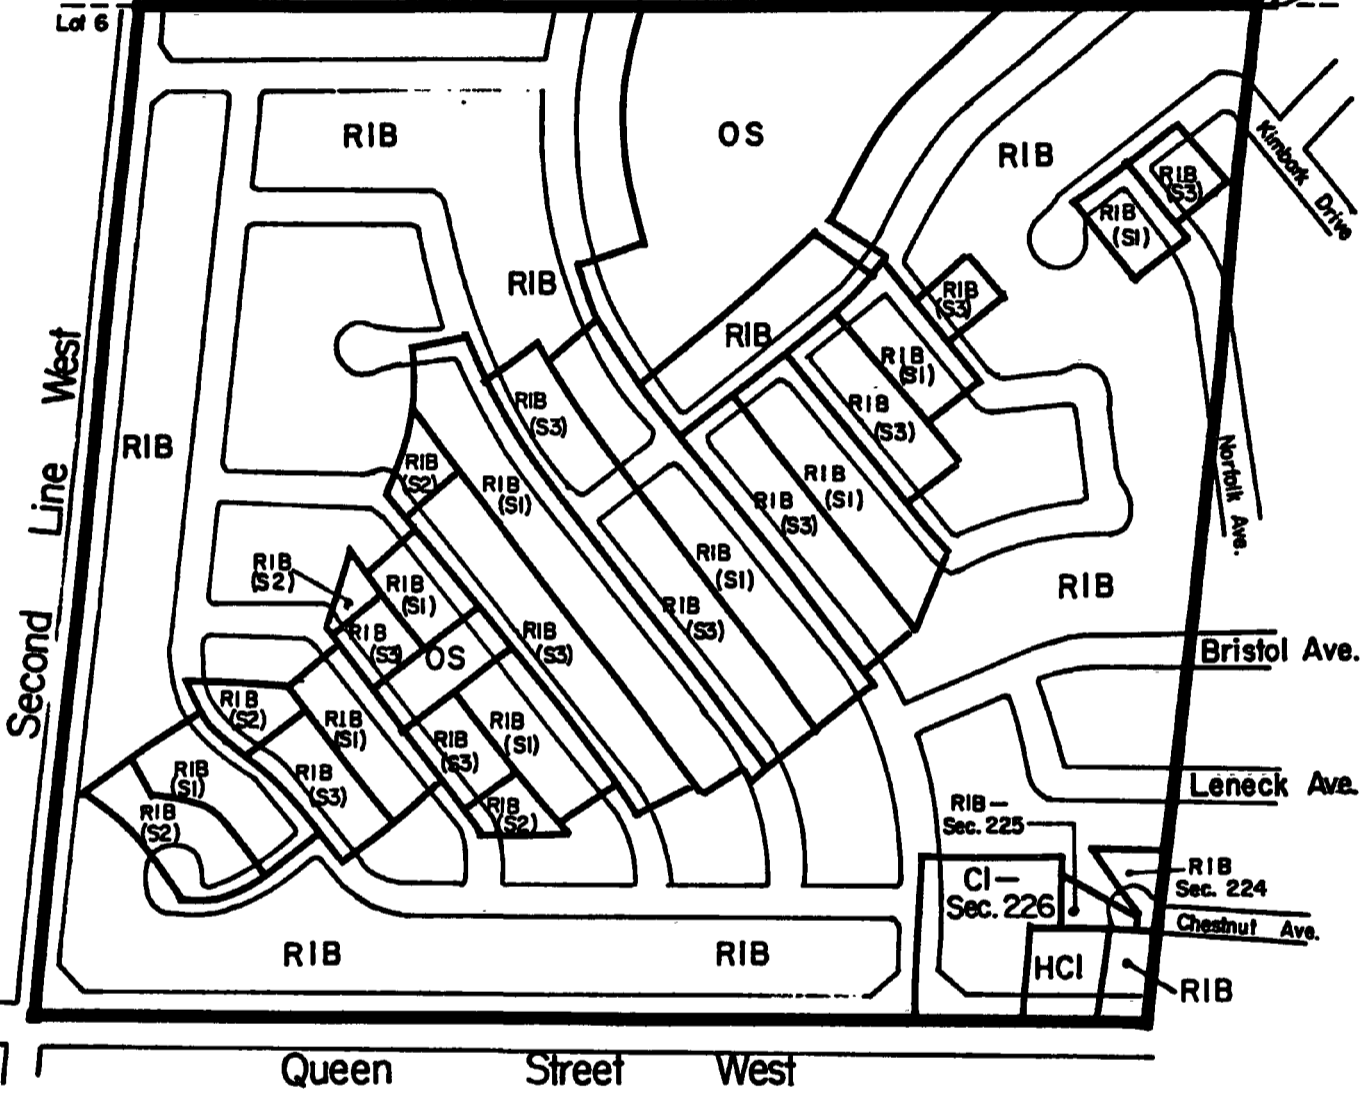 Lot 6
RIB
OS
RIB
Kimbark Drive
RIB
(S3)
RIB
(S1)
RIB
RIB
(S3)
RIB
RIB
(S1)
RIB
(S3)
RIB
(S3)
Second Line West
RIB
RIB
(S2)
RIB
(S1)
RIB
(S1)
RIB
(S3)
Norfolk Ave.
RIB
(S2)
RIB
(S1)
RIB
(S1)
RIB
RIB
(S3)
RIB
(S3)
OS
RIB
(S3)
Bristol Ave.
RIB
(S2)
RIB
(S1)
RIB
(S1)
RIB
(S3)
RIB
(S1)
RIB
(S3)
RIB
(S2)
RIB
(S2)
Leneck Ave.
RIB—
Sec. 225
CI—
Sec. 226
RIB
Sec. 224
Chestnut Ave.
RIB
RIB
HCI
RIB
Queen Street West